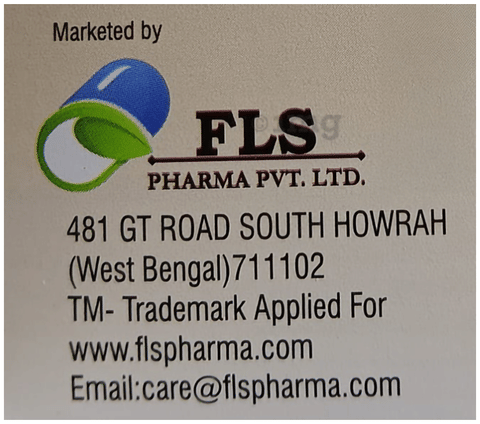 Marketed by
FLS
PHARMA PVT. LTD.
481 GT ROAD SOUTH HOWRAH
(West Bengal)711102
TM- Trademark Applied For
www.flspharma.com
Email:care@flspharma.com